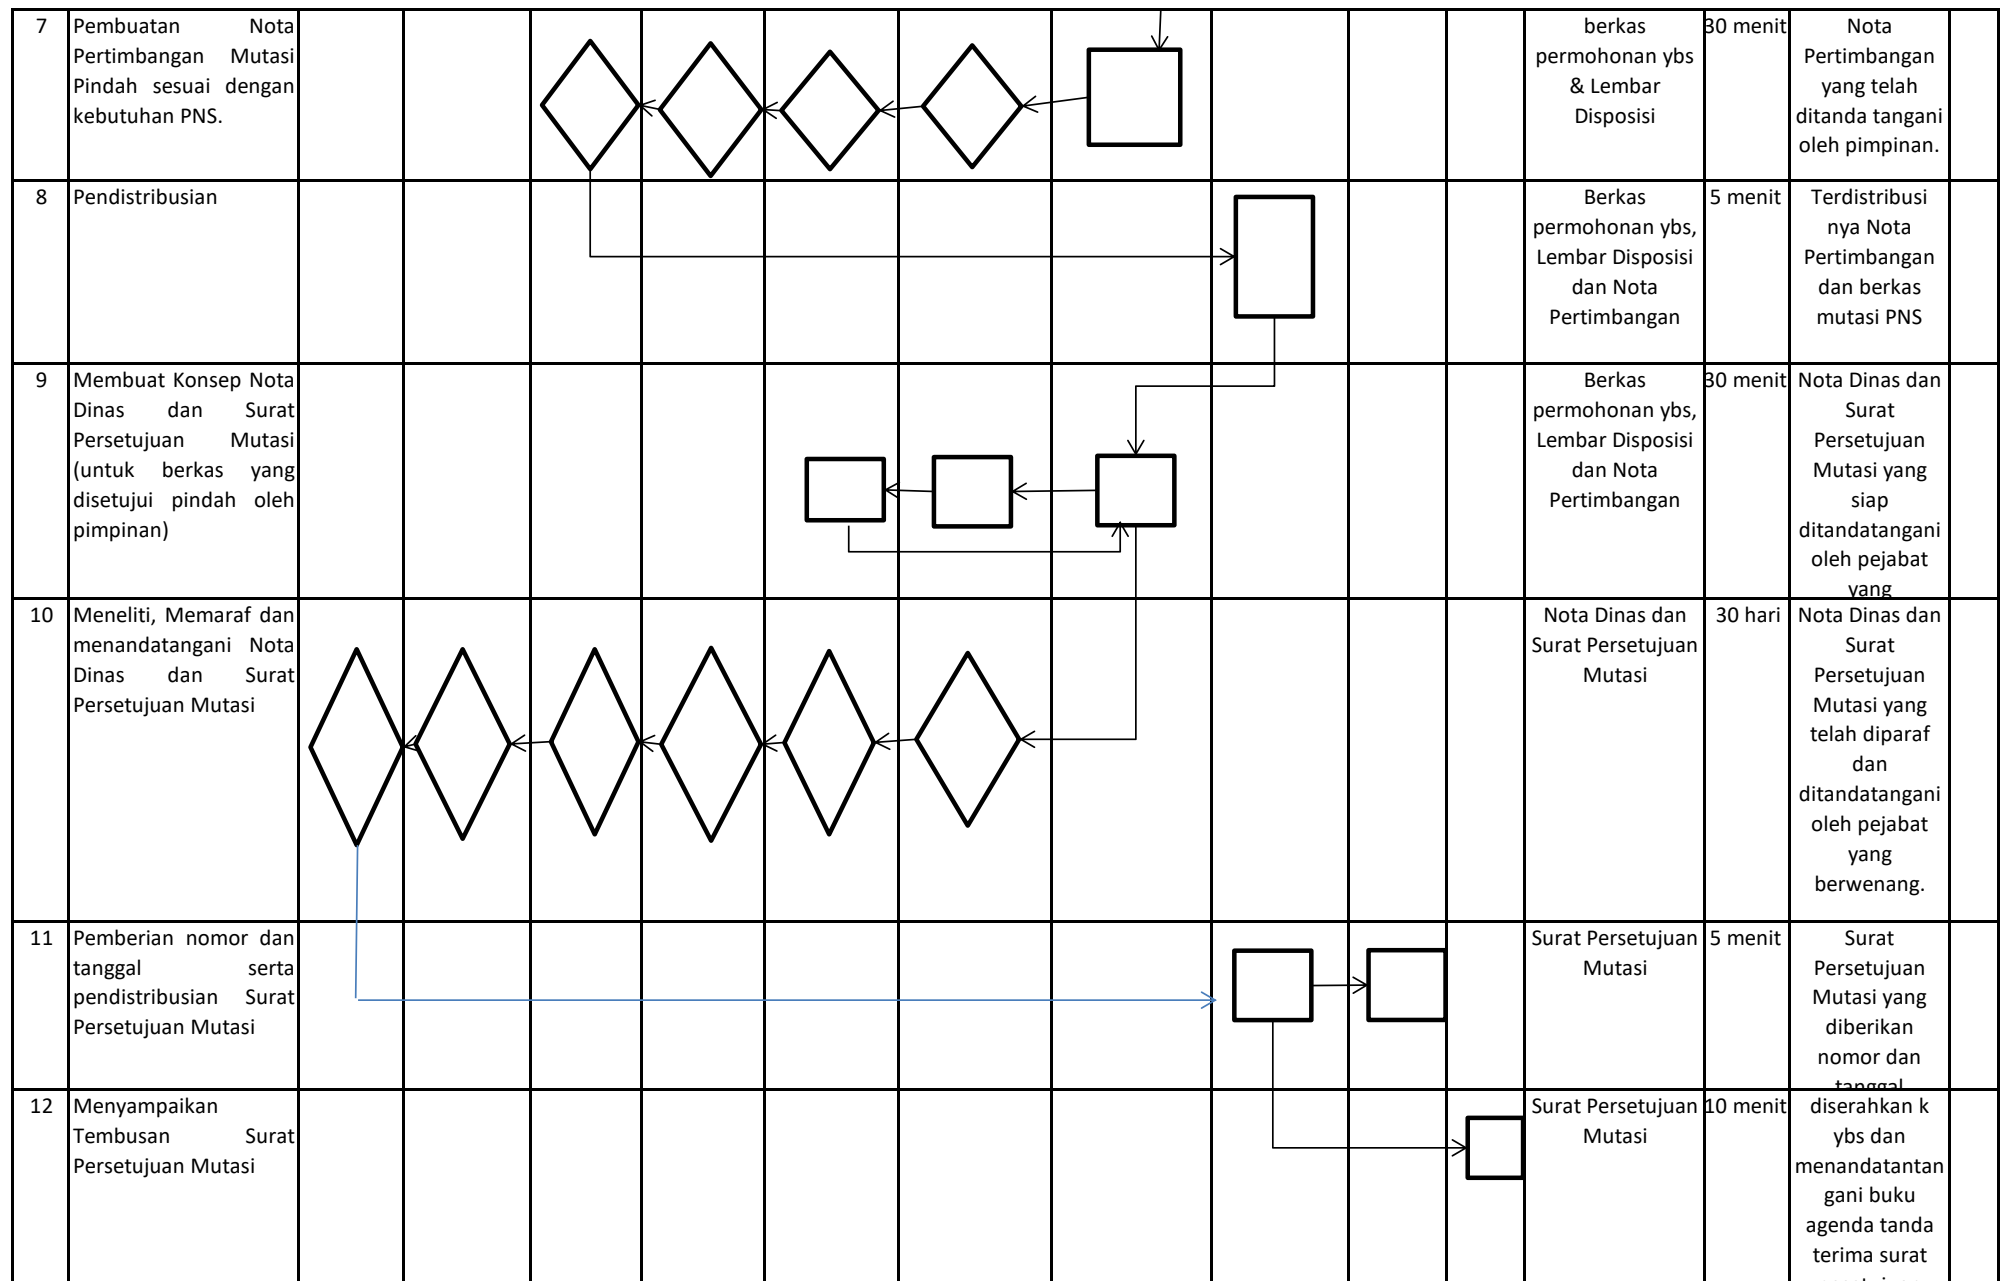 7
Pembuatan Nota
Pertimbangan Mutasi
Pindah sesuai dengan
kebutuhan PNS.
berkas
permohonan ybs
& Lembar
Disposisi
30 menit
Nota
Pertimbangan
yang telah
ditanda tangani
oleh pimpinan.
8
Pendistribusian
Berkas
permohonan ybs,
Lembar Disposisi
dan Nota
Pertimbangan
5 menit
Terdistribusi
nya Nota
Pertimbangan
dan berkas
mutasi PNS
9
Membuat Konsep Nota
Dinas dan Surat
Persetujuan Mutasi
(untuk berkas yang
disetujui pindah oleh
pimpinan)
Berkas
permohonan ybs,
Lembar Disposisi
dan Nota
Pertimbangan
30 menit
Nota Dinas dan
Surat
Persetujuan
Mutasi yang
siap
ditandatangani
oleh pejabat
yang
10
Meneliti, Memaraf dan
menandatangani Nota
Dinas dan Surat
Persetujuan Mutasi
Nota Dinas dan
Surat Persetujuan
Mutasi
30 hari
Nota Dinas dan
Surat
Persetujuan
Mutasi yang
telah diparaf
dan
ditandatangani
oleh pejabat
yang
berwenang.
11
Pemberian nomor dan
tanggal serta
pendistribusian Surat
Persetujuan Mutasi
Surat Persetujuan
Mutasi
5 menit
Surat
Persetujuan
Mutasi yang
diberikan
nomor dan
tanggal
12
Menyampaikan
Tembusan Surat
Persetujuan Mutasi
Surat Persetujuan
Mutasi
10 menit
diserahkan k
ybs dan
menandatantan
gani buku
agenda tanda
terima surat